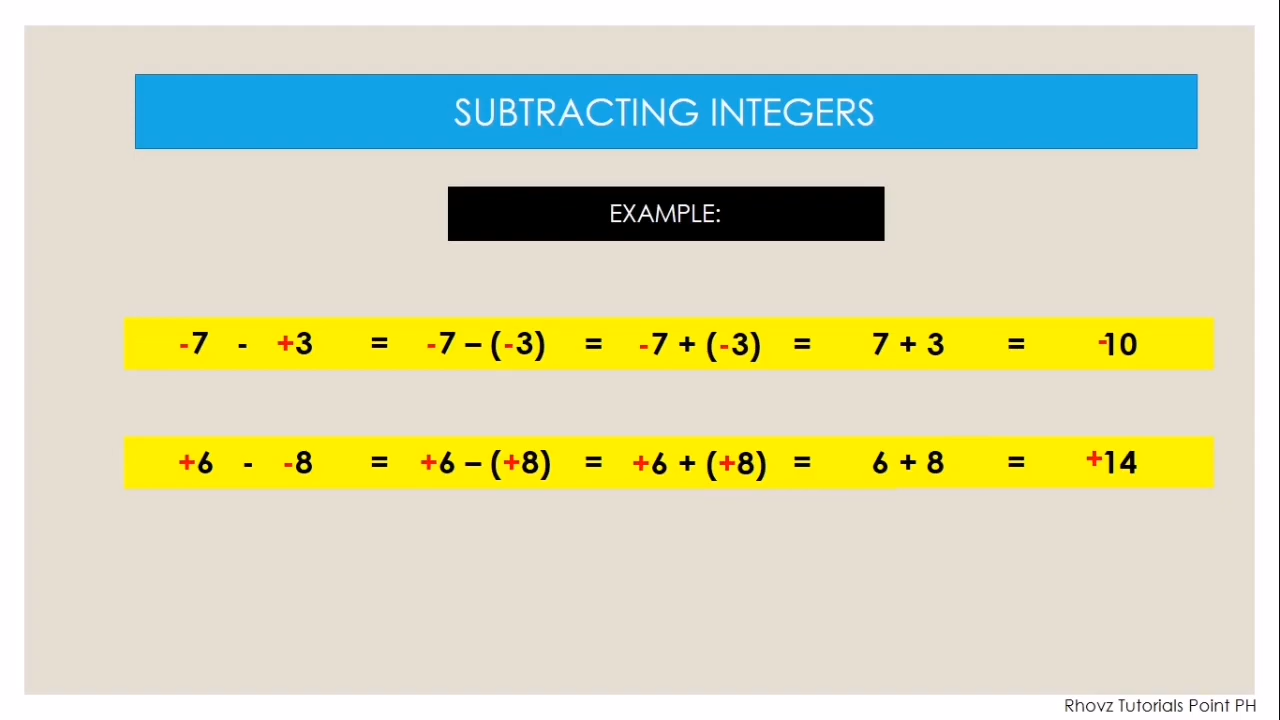 SUBTRACTING INTEGERS
EXAMPLE:
-7 - +3 = -7 – (-3) = -7 + (-3) = 7 + 3 = -10
+6 - -8 = +6 – (+8) = +6 + (+8) = 6 + 8 = +14
Rhovz Tutorials Point PH